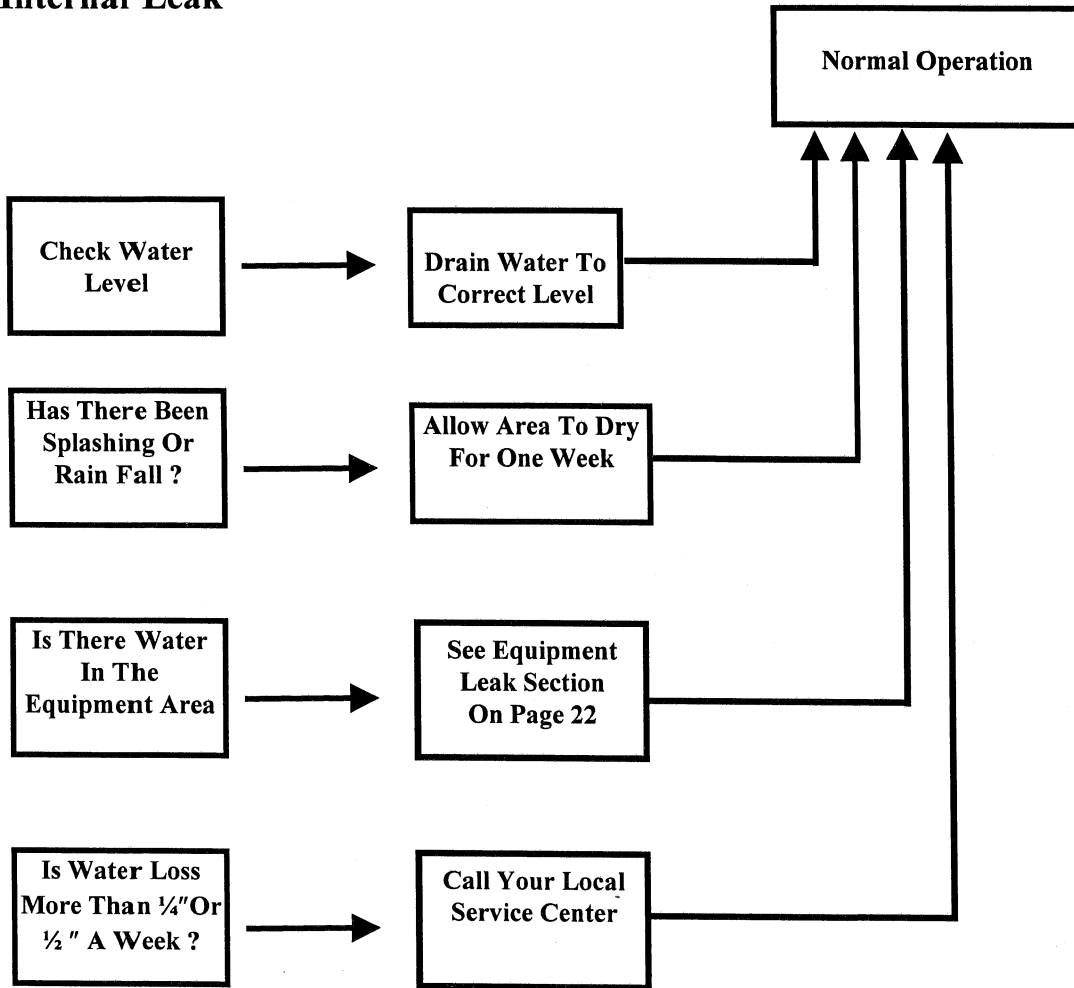 Internal Leak
Normal Operation
Check Water
Level
Drain Water To
Correct Level
Has There Been
Splashing Or
Rain Fall ?
Allow Area To Dry
For One Week
Is There Water
In The
Equipment Area
See Equipment
Leak Section
On Page 22
Is Water Loss
More Than ¼″Or
½ ″ A Week ?
Call Your Local
Service Center